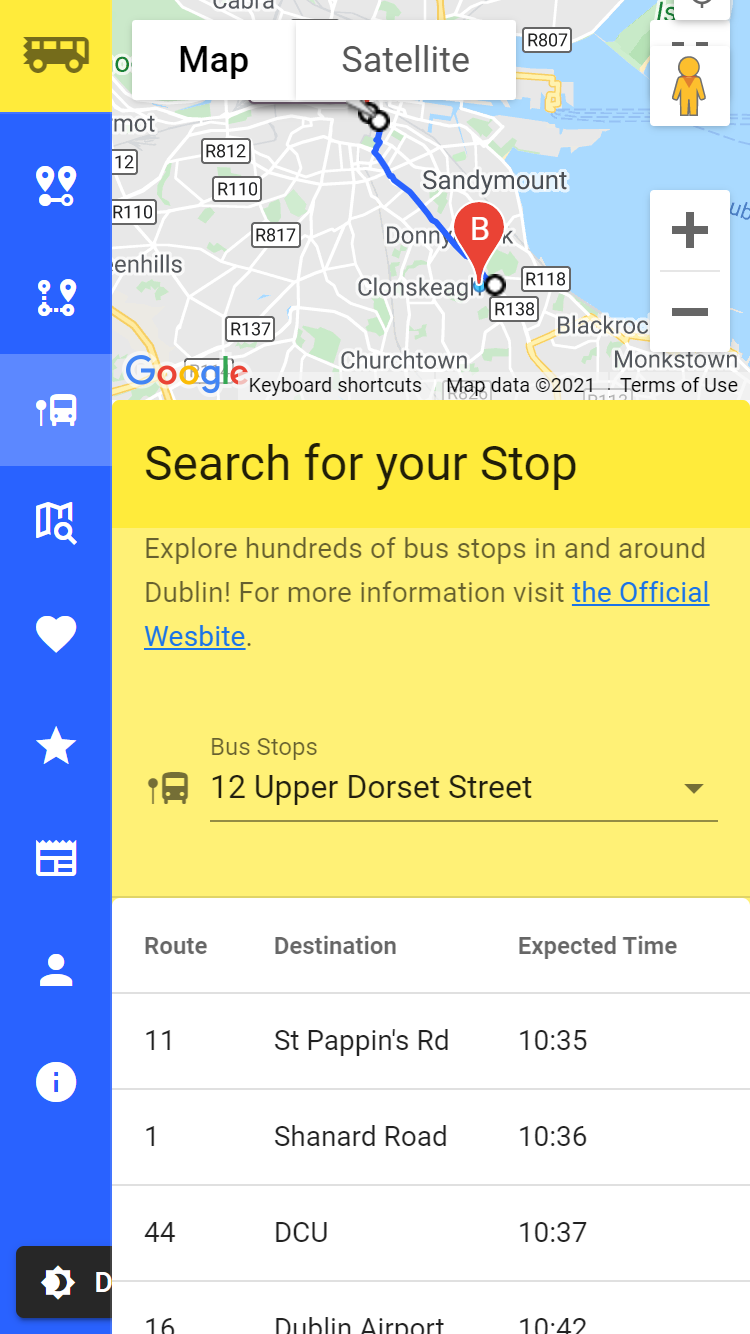 Cabra
Map
Satellite
R807
rmot
12
R812
R110
R110
Sandymount
R817
B
Donny k
enhills
Clonskeagh
R118
R138
R137
Blackroc
Churchtown
Monkstown
Google
Keyboard shortcuts
Map data ©2021
Terms of Use
Search for your Stop
Explore hundreds of bus stops in and around
Dublin! For more information visit the Official
Wesbite.
Bus Stops
12 Upper Dorset Street
Route Destination Expected Time
11 St Pappin's Rd 10:35
1 Shanard Road 10:36
44 DCU 10:37
16 Dublin Airport 10:42
D